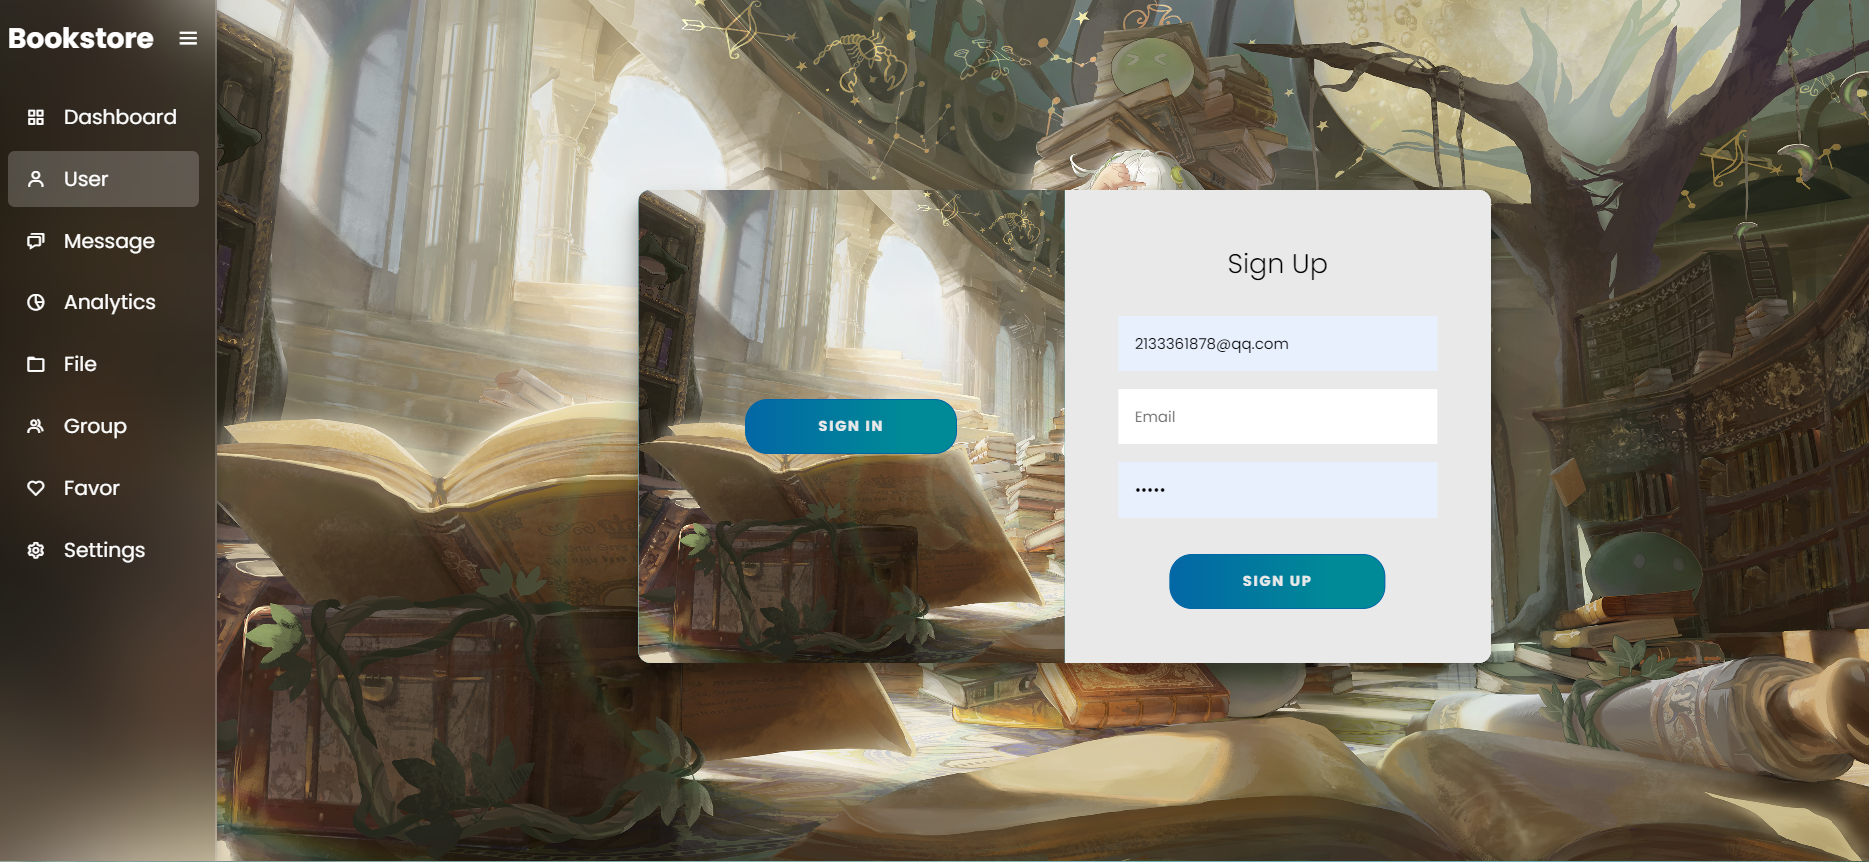 Bookstore
Dashboard
User
Message
Analytics
File
Group
Favor
Settings
SIGN IN
Sign Up
2133361878@qq.com
Email
•••••
SIGN UP